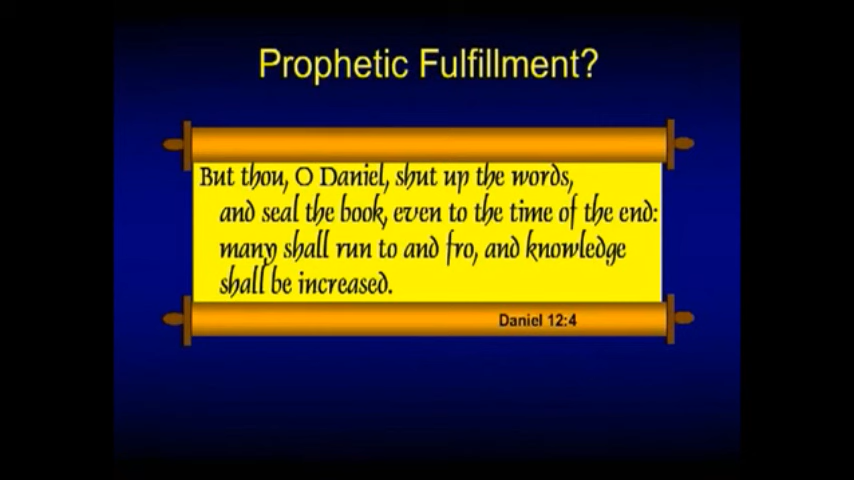 Prophetic Fulfillment?
But thou, O Daniel, shut up the words,
and seal the book, even to the time of the end:
many shall run to and fro, and knowledge
shall be increased.
Daniel 12:4